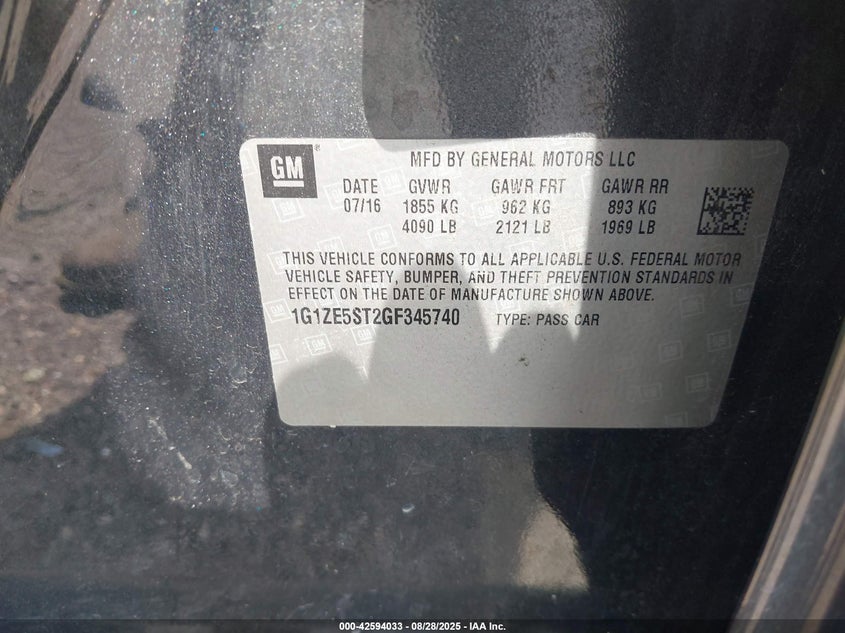 GM
MFD BY GENERAL MOTORS LLC
DATE GVWR GAWR FRT GAWR RR
07/16 1855 KG 962 KG 893 KG
4090 LB 2121 LB 1969 LB
THIS VEHICLE CONFORMS TO ALL APPLICABLE U.S. FEDERAL MOTOR
VEHICLE SAFETY, BUMPER, AND THEFT PREVENTION STANDARDS IN
EFFECT ON THE DATE OF MANUFACTURE SHOWN ABOVE.
1G1ZE5ST2GF345740 TYPE: PASS CAR
000-42594033 — 08/28/2025 - IAA Inc.